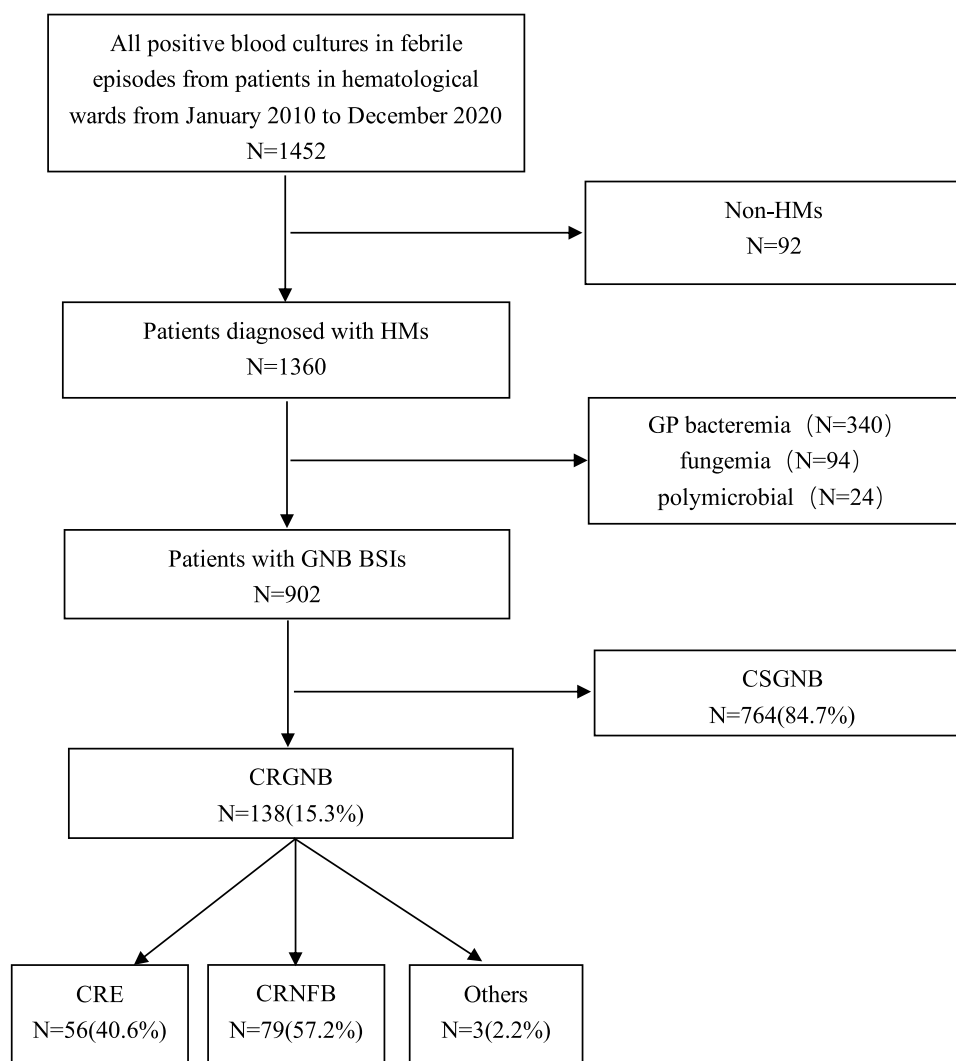 All positive blood cultures in febrile
episodes from patients in hematological
wards from January 2010 to December 2020
N=1452
Non-HMs
N=92
Patients diagnosed with HMs
N=1360
GP bacteremia（N=340）
fungemia（N=94）
polymicrobial（N=24）
Patients with GNB BSIs
N=902
CSGNB
N=764(84.7%)
CRGNB
N=138(15.3%)
CRE
N=56(40.6%)
CRNFB
N=79(57.2%)
Others
N=3(2.2%)